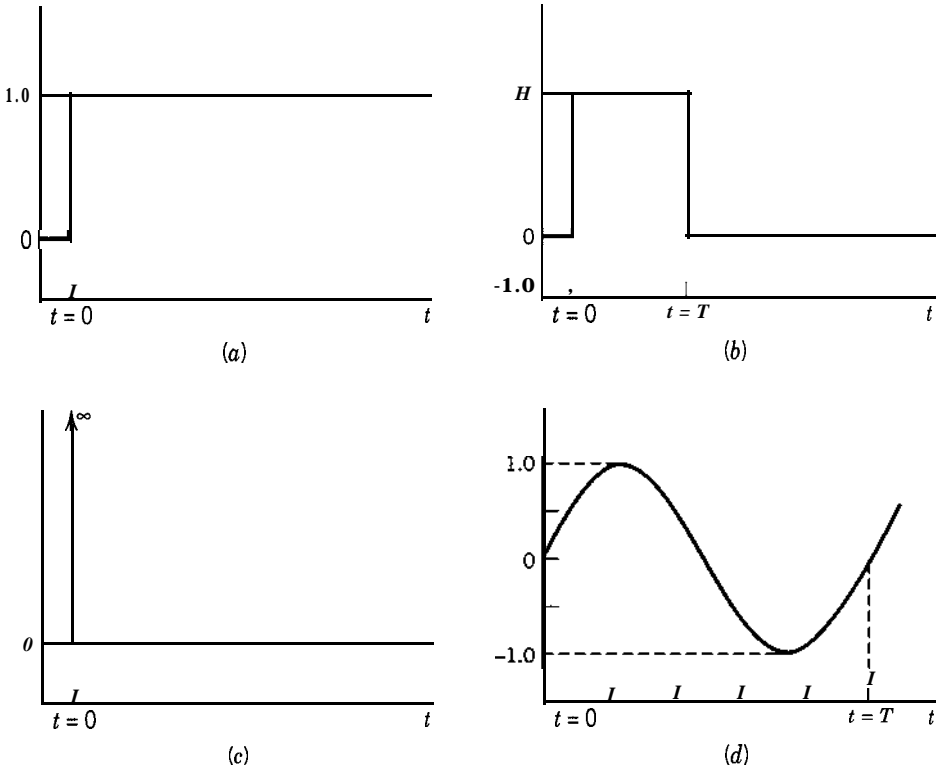 1.0
0
I
t = 0
t
(a)
H
0
-1.0
,
t = 0
t = T
t
(b)
∞
0
I
t = 0
t
(c)
1.0
0
–1.0
I I I I I
t = 0
t = T
t
(d)